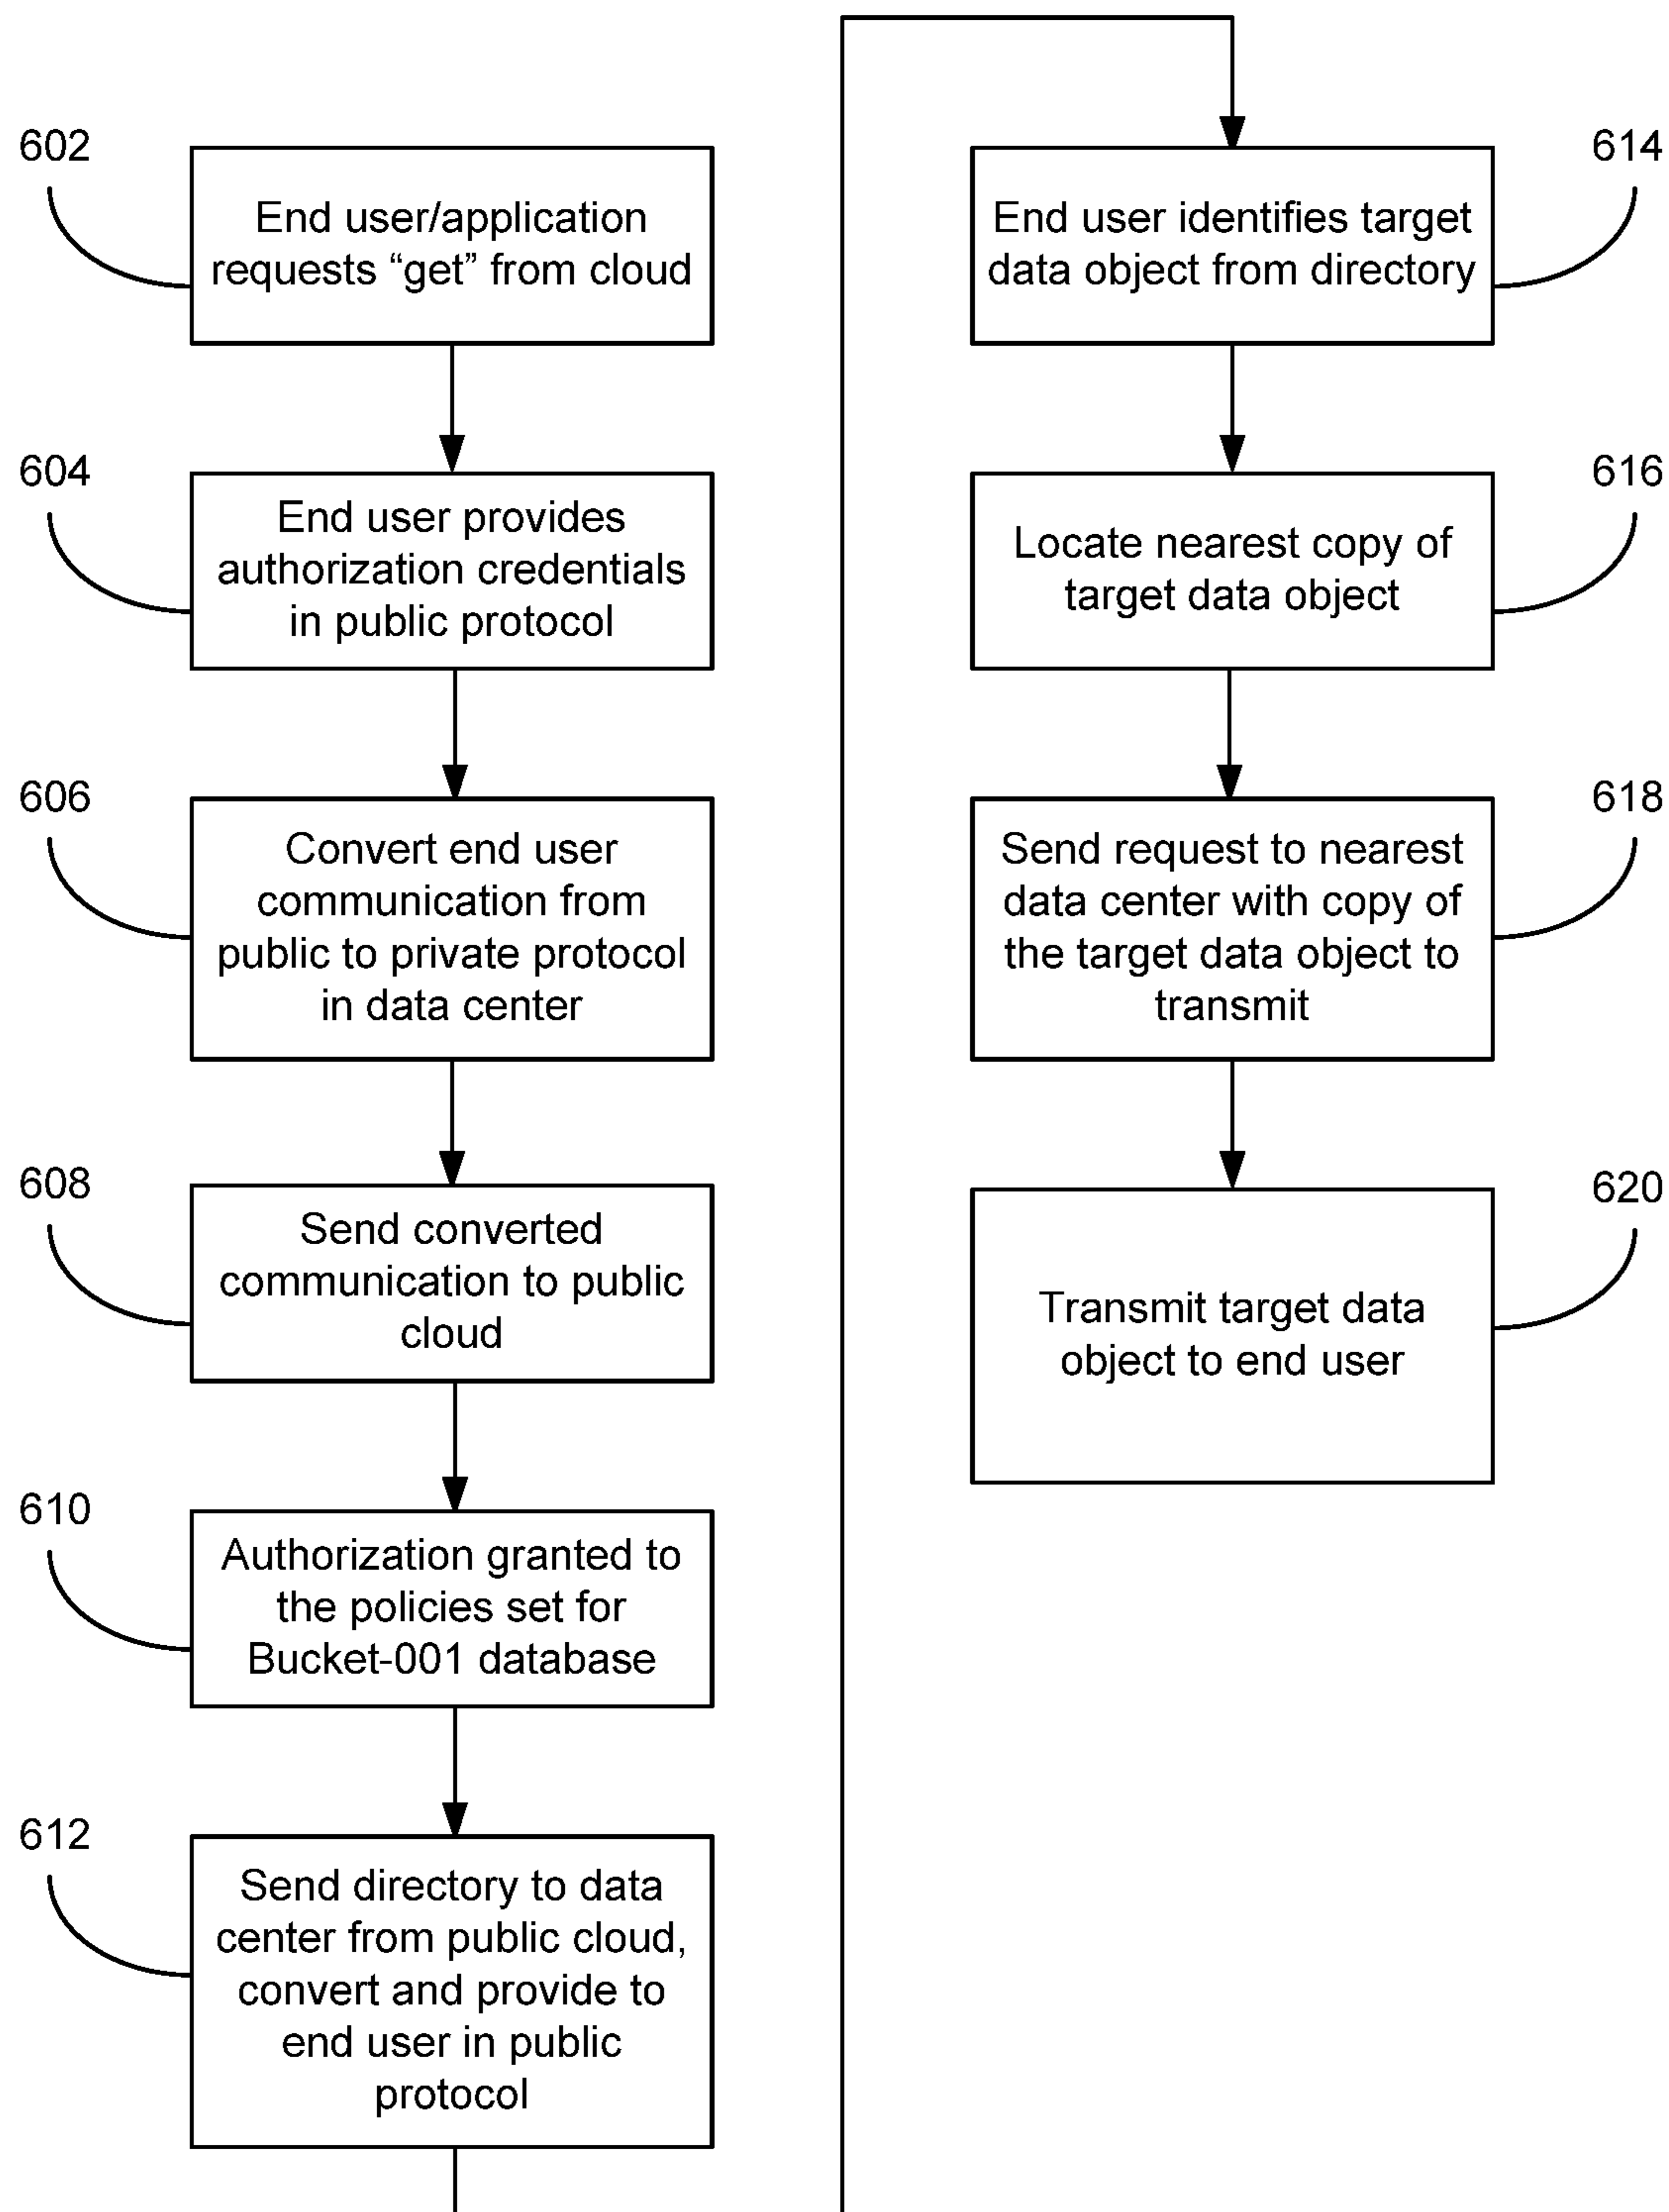 602
End user/application
requests “get” from cloud
604
End user provides
authorization credentials
in public protocol
606
Convert end user
communication from
public to private protocol
in data center
608
Send converted
communication to public
cloud
610
Authorization granted to
the policies set for
Bucket-001 database
612
Send directory to data
center from public cloud,
convert and provide to
end user in public
protocol
614
End user identifies target
data object from directory
616
Locate nearest copy of
target data object
618
Send request to nearest
data center with copy of
the target data object to
transmit
620
Transmit target data
object to end user